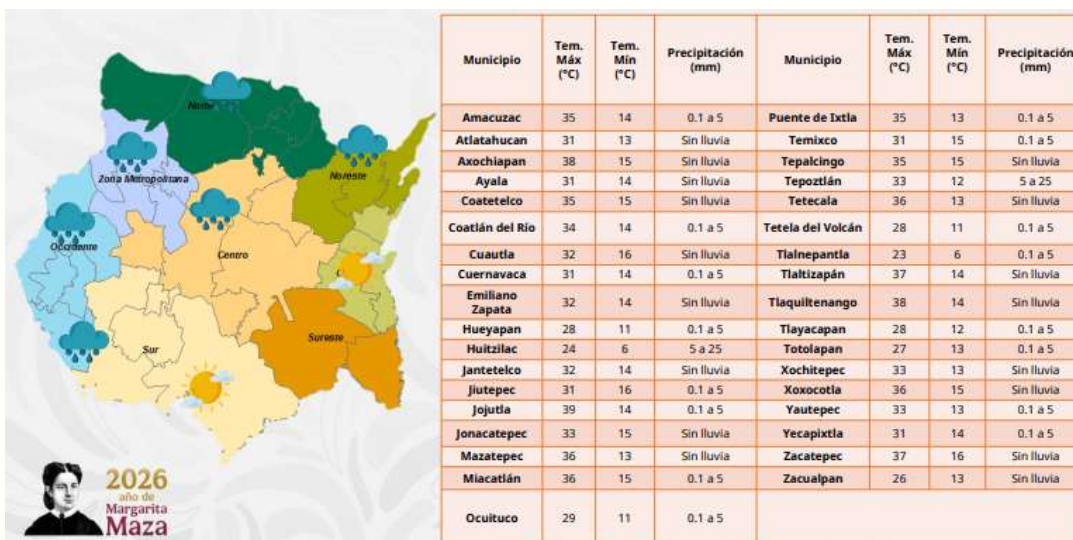 Norte
Zona Metropolitana
Noreste
Occidente
Centro
Sur
Sureste
2026
año de
Margarita
Maza
Municipio Tem. Máx (°C) Tem. Mín (°C) Precipitación (mm) Municipio Tem. Máx (°C) Tem. Mín (°C) Precipitación (mm)
Amacuzac 35 14 0.1 a 5 Puente de Ixtla 35 13 0.1 a 5
Atlatahucan 31 13 Sin lluvia Temixco 31 15 0.1 a 5
Axochiapan 38 15 Sin lluvia Tepalcingo 35 15 Sin lluvia
Ayala 31 14 Sin lluvia Tepoztlán 33 12 5 a 25
Coatetelco 35 15 Sin lluvia Tetecala 36 13 Sin lluvia
Coatlán del Río 34 14 0.1 a 5 Tetela del Volcán 28 11 0.1 a 5
Cuautla 32 16 Sin lluvia Tlalnepantla 23 6 0.1 a 5
Cuernavaca 31 14 0.1 a 5 Tlaltizapán 37 14 Sin lluvia
Emiliano Zapata 32 14 Sin lluvia Tlaquiltenango 38 14 Sin lluvia
Hueyapan 28 11 0.1 a 5 Tlayacapan 28 12 0.1 a 5
Huitzilac 24 6 5 a 25 Totolapan 27 13 0.1 a 5
Jantetelco 32 14 Sin lluvia Xochitepec 33 13 Sin lluvia
Jiutepec 31 16 0.1 a 5 Xoxocotla 36 15 Sin lluvia
Jojutla 39 14 0.1 a 5 Yautepec 33 13 0.1 a 5
Jonacatepec 33 15 Sin lluvia Yecapixtla 31 14 0.1 a 5
Mazatepec 36 13 Sin lluvia Zacatepec 37 16 Sin lluvia
Miacatlán 36 15 0.1 a 5 Zacualpan 26 13 Sin lluvia
Ocuituco 29 11 0.1 a 5